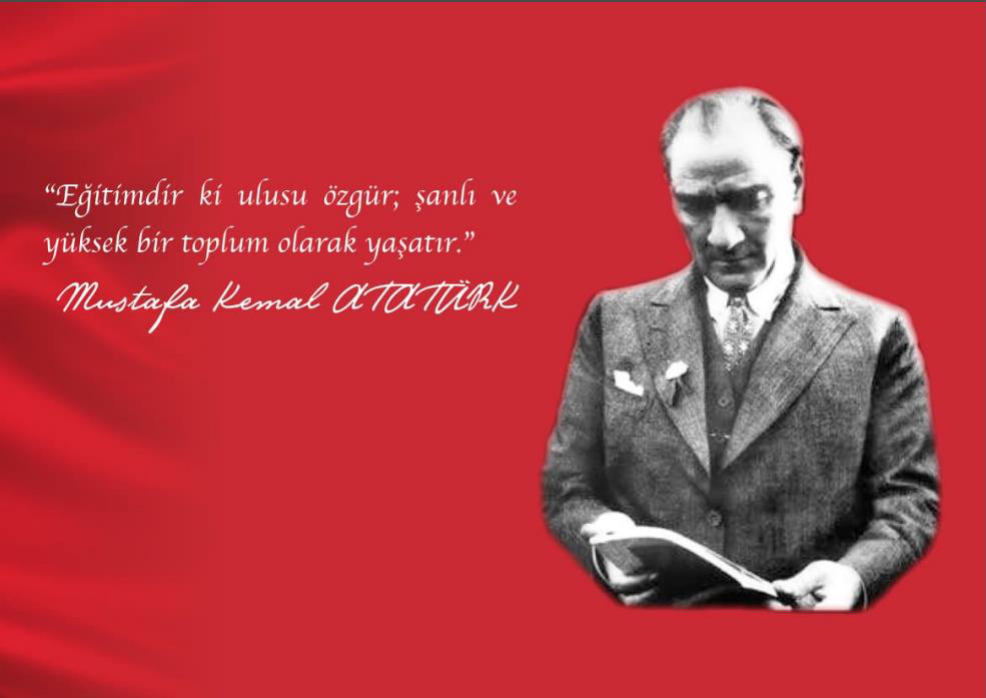 “Eğitimdir ki ulusu özgür; şanlı ve
yüksek bir toplum olarak yaşatır.”
Mustafa Kemal ATATÜRK